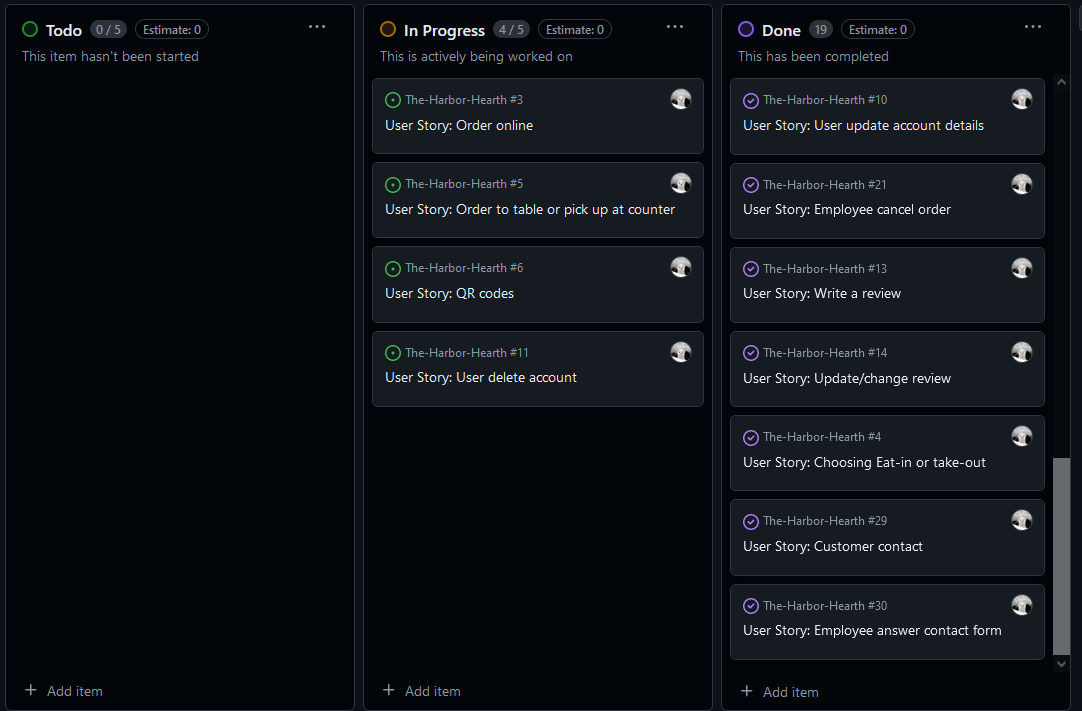 Todo 0 / 5 Estimate: 0
This item hasn't been started
Add item
In Progress 4 / 5 Estimate: 0
This is actively being worked on
The-Harbor-Hearth #3
User Story: Order online
The-Harbor-Hearth #5
User Story: Order to table or pick up at counter
The-Harbor-Hearth #6
User Story: QR codes
The-Harbor-Hearth #11
User Story: User delete account
Add item
Done 19 Estimate: 0
This has been completed
The-Harbor-Hearth #10
User Story: User update account details
The-Harbor-Hearth #21
User Story: Employee cancel order
The-Harbor-Hearth #13
User Story: Write a review
The-Harbor-Hearth #14
User Story: Update/change review
The-Harbor-Hearth #4
User Story: Choosing Eat-in or take-out
The-Harbor-Hearth #29
User Story: Customer contact
The-Harbor-Hearth #30
User Story: Employee answer contact form
Add item